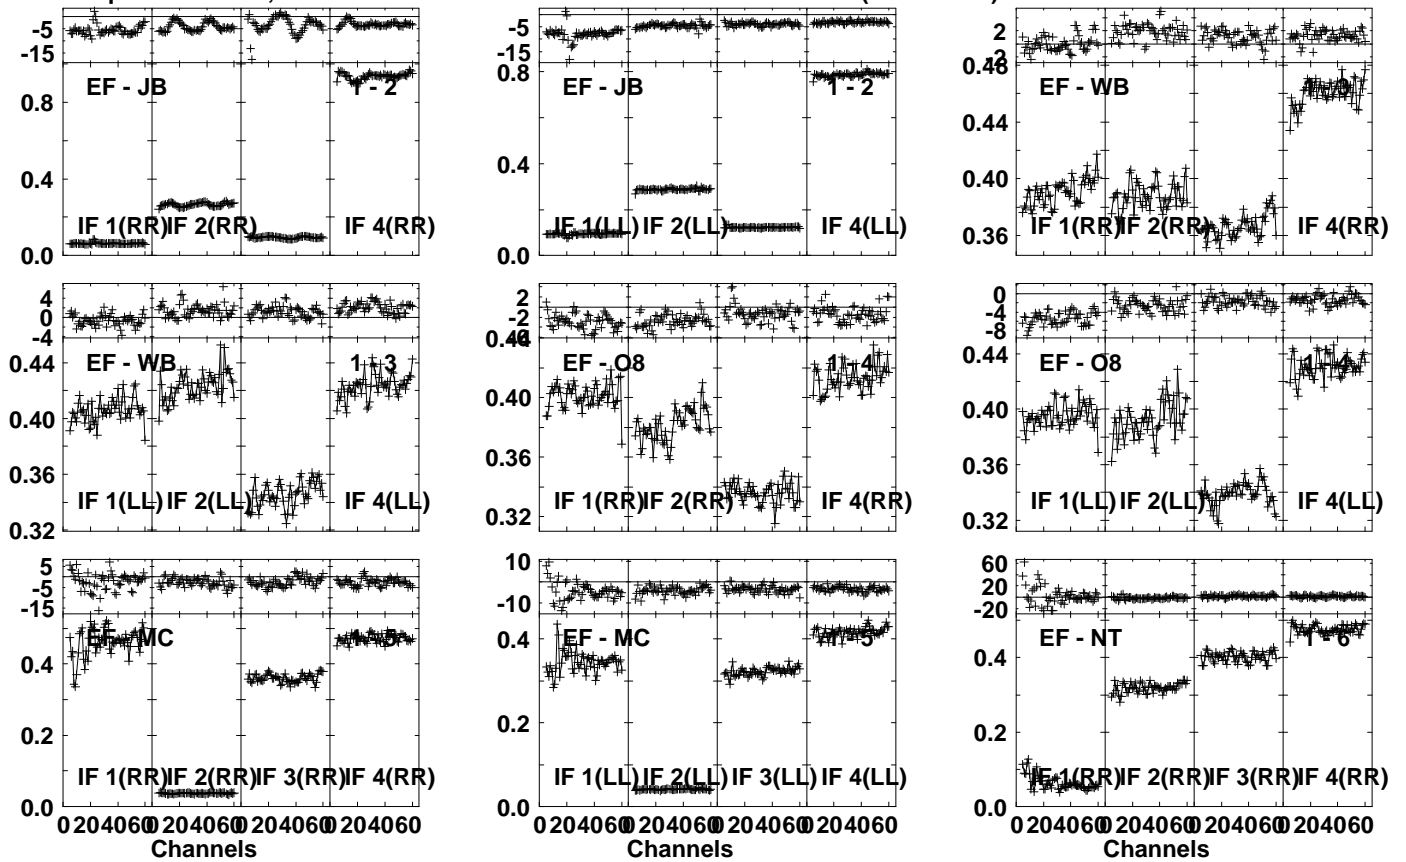 -5
-15
EF - JB
1 - 2
0.8
0.4
0.0
IF 1(RR)
IF 2(RR)
IF 4(RR)
-5
-15
EF - JB
1 - 2
0.8
0.4
0.0
IF 1(LL)
IF 2(LL)
IF 4(LL)
2
EF - WB
0.44
0.40
0.36
IF 1(RR)
IF 2(RR)
IF 4(RR)
4
0
-4
EF - WB
1 - 3
0.44
0.40
0.36
0.32
IF 1(LL)
IF 2(LL)
IF 4(LL)
2
-2
EF - O8
1 - 4
0.40
0.36
0.32
IF 1(RR)
IF 2(RR)
IF 4(RR)
0
-4
-8
EF - O8
1 - 4
0.44
0.40
0.36
0.32
IF 1(LL)
IF 2(LL)
IF 4(LL)
5
-5
-15
EF - MC
1 - 5
0.4
0.2
0.0
IF 1(RR)
IF 2(RR)
IF 3(RR)
IF 4(RR)
0 204060
0 204060
0 204060
0 204060
Channels
10
-10
EF - MC
1 - 5
0.4
0.2
0.0
IF 1(LL)
IF 2(LL)
IF 3(LL)
IF 4(LL)
0 204060
0 204060
0 204060
0 204060
Channels
60
20
-20
EF - NT
1 - 6
0.4
0.2
0.0
IF 1(RR)
IF 2(RR)
IF 3(RR)
IF 4(RR)
0 204060
0 204060
0 204060
0 204060
Channels